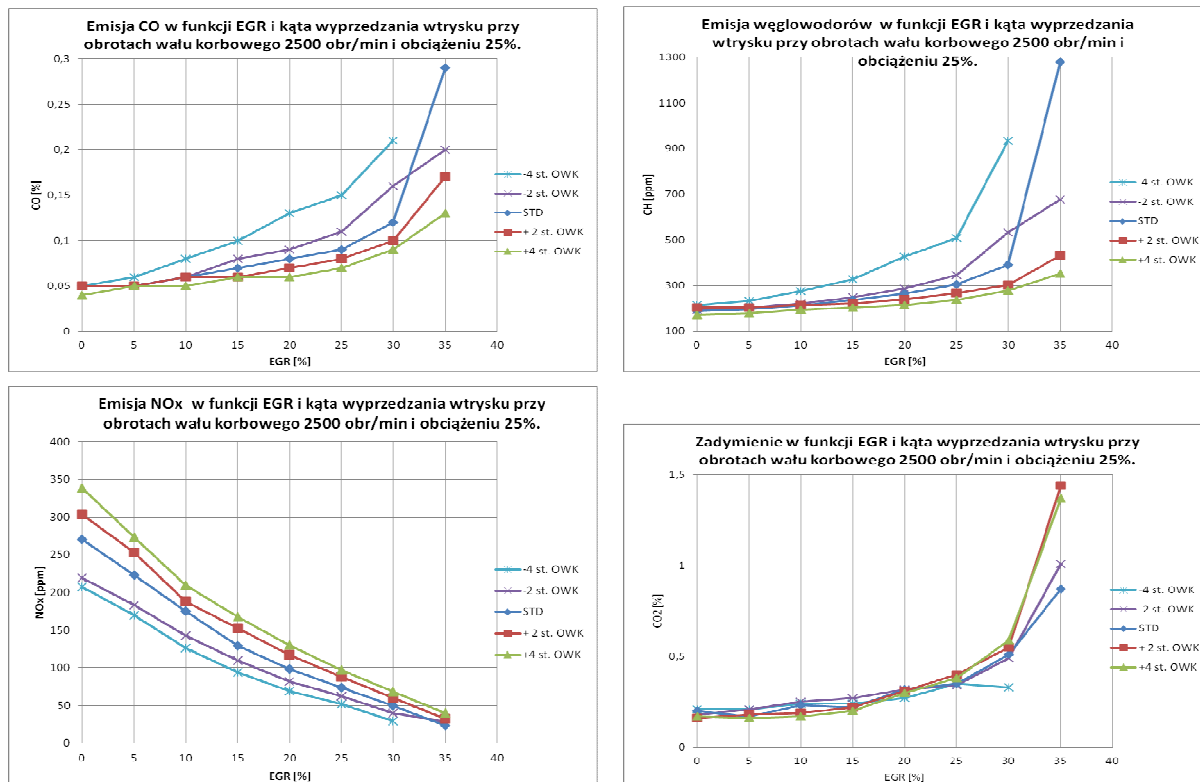 Emisja CO w funkcji EGR i kąta wyprzedzania wtrysku przy
obrotach wału korbowego 2500 obr/min i obciążeniu 25%.
0,3
0,25
0,2
0,15
0,1
0,05
0
CO [%]
0 5 10 15 20 25 30 35 40
EGR [%]
-4 st. OWK
-2 st. OWK
STD
+ 2 st. OWK
+4 st. OWK
Emisja węglowodorów w funkcji EGR i kąta wyprzedzania
wtrysku przy obrotach wału korbowego 2500 obr/min i
obciążeniu 25%.
1300
1100
900
700
500
300
100
CH [ppm]
0 5 10 15 20 25 30 35 40
EGR [%]
-4 st. OWK
-2 st. OWK
STD
+ 2 st. OWK
+4 st. OWK
Emisja NOx w funkcji EGR i kąta wyprzedzania wtrysku przy
obrotach wału korbowego 2500 obr/min i obciążeniu 25%.
400
350
300
250
200
150
100
50
0
NOx [ppm]
0 5 10 15 20 25 30 35 40
EGR [%]
-4 st. OWK
-2 st. OWK
STD
+ 2 st. OWK
+4 st. OWK
Zadymienie w funkcji EGR i kąta wyprzedzania wtrysku przy
obrotach wału korbowego 2500 obr/min i obciążeniu 25%.
1,5
1
0,5
0
CO2 [%]
0 5 10 15 20 25 30 35 40
EGR [%]
-4 st. OWK
-2 st. OWK
STD
+ 2 st. OWK
+4 st. OWK